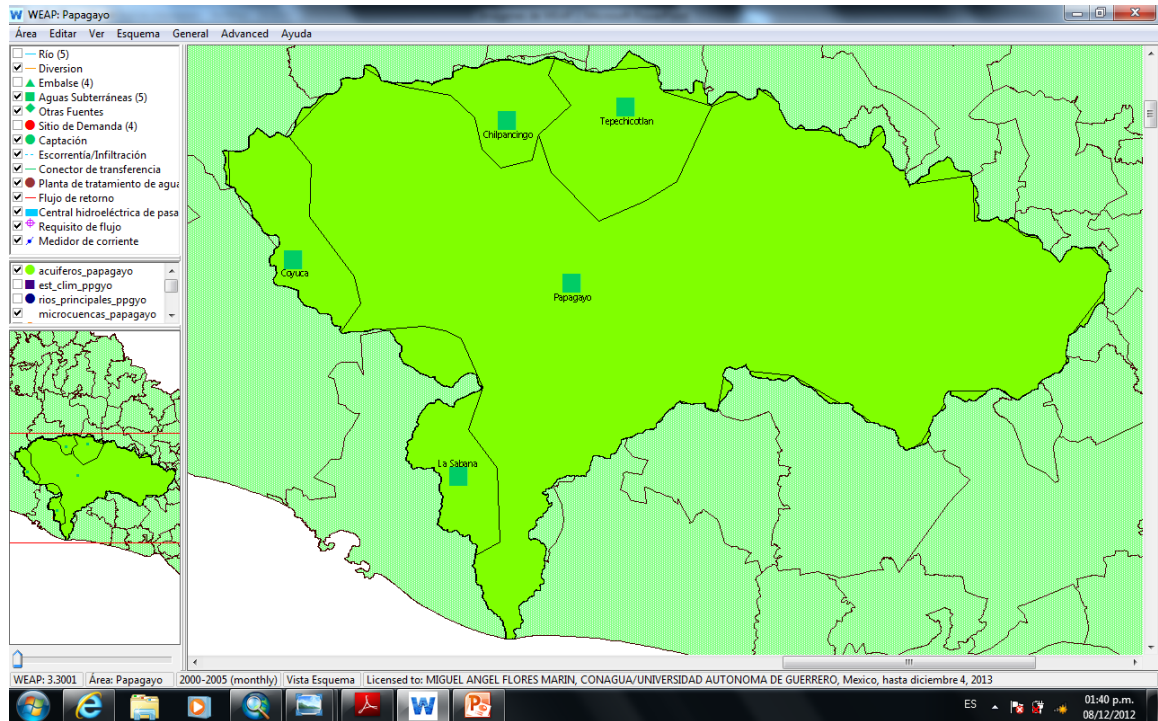 WEAP: Papagayo
Área Editar Ver Esquema General Advanced Ayuda
Río (5)
Diversion
Embalse (4)
Aguas Subterráneas (5)
Otras Fuentes
Sitio de Demanda (4)
Captación
Escorrentía/Infiltración
Conector de transferencia
Planta de tratamiento de agua
Flujo de retorno
Central hidroeléctrica de pasa
Requisito de flujo
Medidor de corriente
acuiferos_papagayo
est_clim_ppgyo
rios_principales_ppgyo
microcuencas_papagayo
Chilpancingo
Tepechicotlan
Coyuca
Papagayo
La Sabana
WEAP: 3.3001 Área: Papagayo 2000-2005 (monthly) Vista Esquema Licensed to: MIGUEL ANGEL FLORES MARIN, CONAGUA/UNIVERSIDAD AUTONOMA DE GUERRERO, Mexico, hasta diciembre 4, 2013
ES 01:40 p.m.
08/12/2012